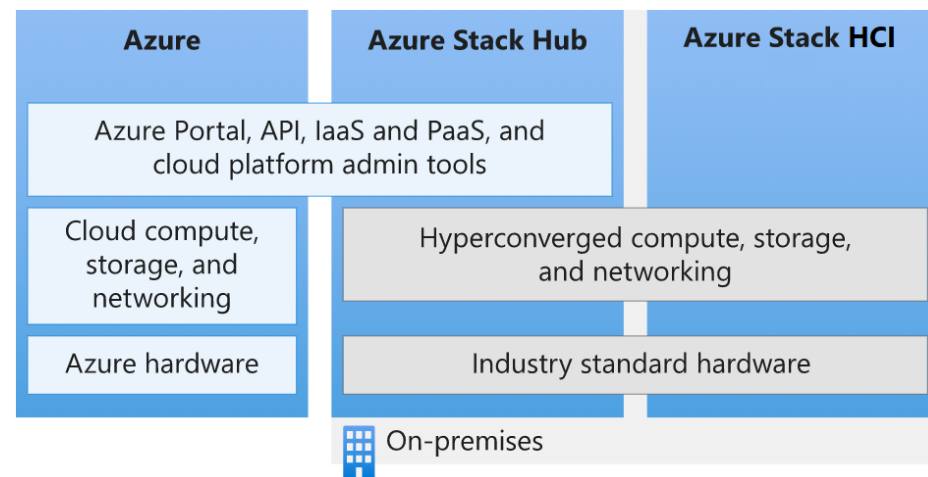 Azure
Azure Stack Hub
Azure Stack HCI
Azure Portal, API, IaaS and PaaS, and
cloud platform admin tools
Cloud compute,
storage, and
networking
Hyperconverged compute, storage,
and networking
Azure hardware
Industry standard hardware
On-premises